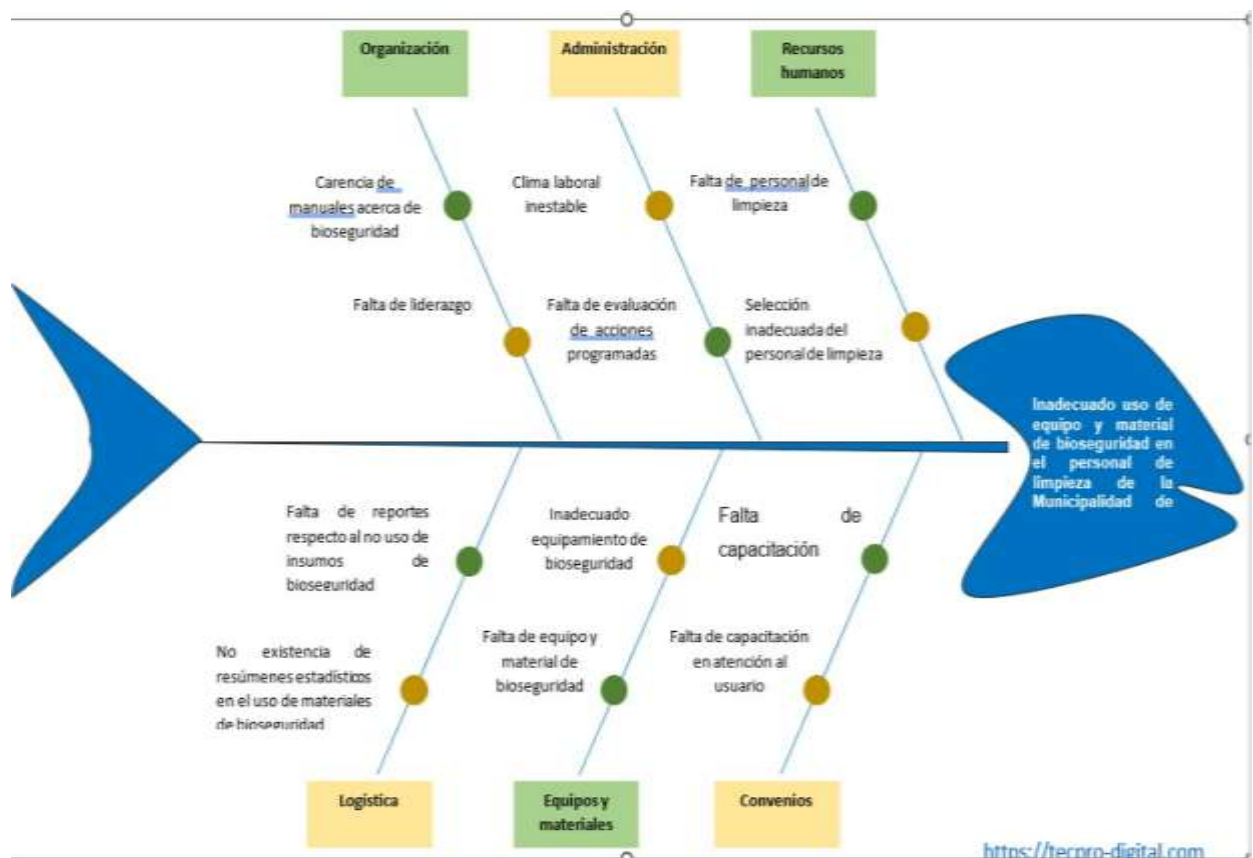 Organización
Administración
Recursos
humanos
Carencia de
manuales acerca de
bioseguridad
Clima laboral
inestable
Falta de personal de
limpieza
Falta de liderazgo
Falta de evaluación
de acciones
programadas
Selección
inadecuada del
personal de limpieza
Inadecuado uso de
equipo y material
de bioseguridad en
el personal de
limpieza de la
Municipalidad de
Falta de reportes
respecto al no uso de
insumos de
bioseguridad
Inadecuado
equipamiento de
bioseguridad
Falta de
capacitación
No existencia de
resúmenes estadísticos
en el uso de materiales
de bioseguridad
Falta de equipo y
material de
bioseguridad
Falta de capacitación
en atención al
usuario
Logística
Equipos y
materiales
Convenios
https://tecpro-digital.com